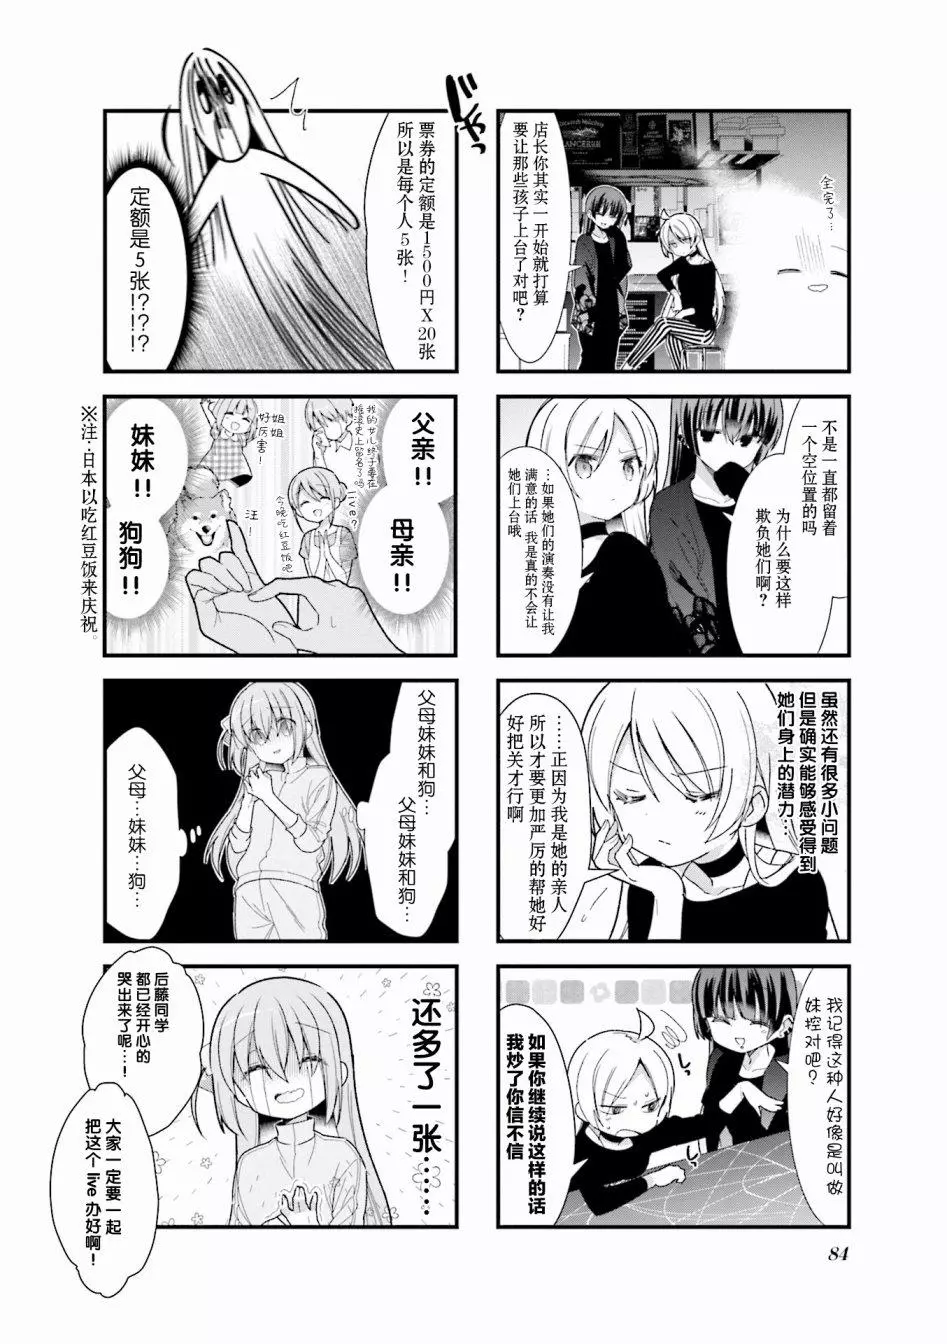 店长你其实一开始就打算
要让那些孩子上台了对吧？
全完了…
不是一直都留着
一个空位置的吗
为什么要这样
欺负她们啊？
…如果她们的演奏没有让我
满意的话 我是真的不会让
她们上台哦
虽然还有很多小问题
但是确实能够感受得到
她们身上的潜力…
……正因为我是她的亲人
所以才要更加严厉的帮她好
好把关才行啊
我记得这种人好像是叫做
妹控对吧？
如果你继续说这样的话
我炒了你信不信
票券的定额是1500円X20张
所以是每个人5张！
定额是5张!?!?!?
父亲!!
母亲!!
我的女儿终于要在
live?
今晚吃红豆饭吧
姐姐
好厉害！
汪！
妹妹!!
狗狗!!
※注：日本以吃红豆饭来庆祝。
父母妹妹和狗…
父母妹妹和狗…
父母…妹妹…狗…
还多了一张……
后藤同学
都已经开心的
哭出来了呢…！
大家一定要一起
把这个 live 办好啊！
84